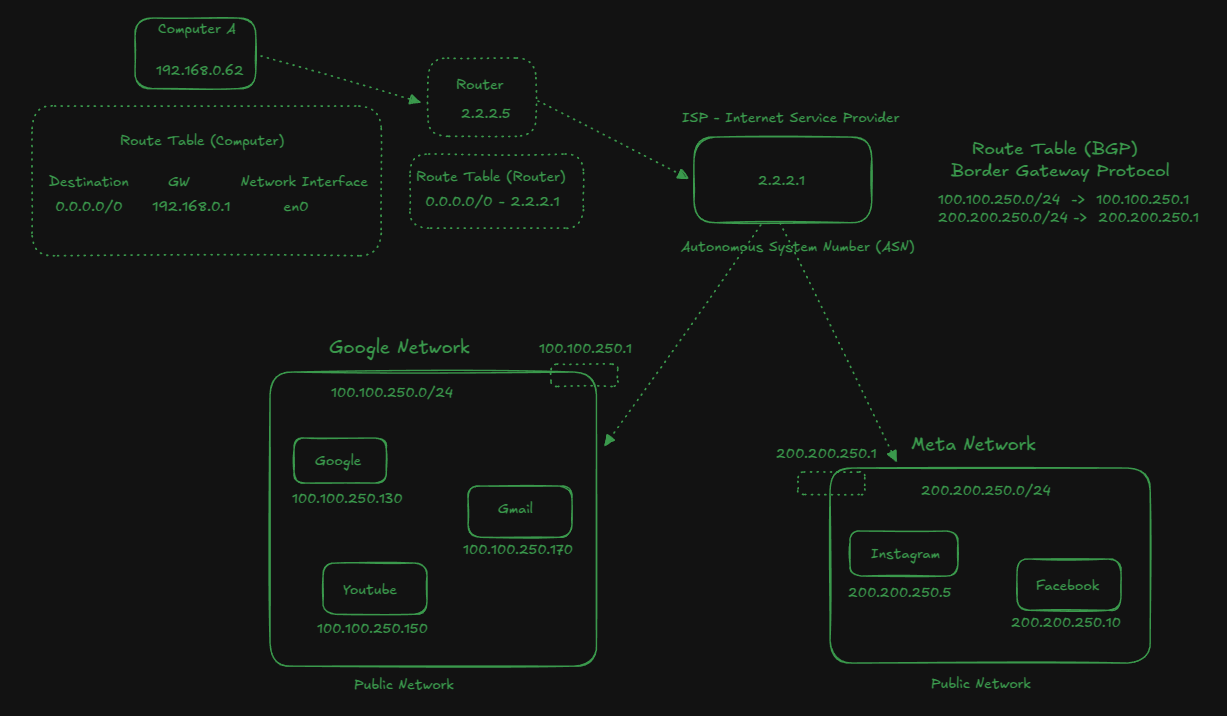 Computer A
192.168.0.62
Router
2.2.2.5
Route Table (Computer)
Destination GW Network Interface
0.0.0.0/0 192.168.0.1 en0
Route Table (Router)
0.0.0.0/0 - 2.2.2.1
ISP - Internet Service Provider
2.2.2.1
Autonomous System Number (ASN)
Route Table (BGP)
Border Gateway Protocol
100.100.250.0/24 -> 100.100.250.1
200.200.250.0/24 -> 200.200.250.1
Google Network
100.100.250.1
100.100.250.0/24
Google
100.100.250.130
Gmail
100.100.250.170
Youtube
100.100.250.150
Public Network
Meta Network
200.200.250.1
200.200.250.0/24
Instagram
200.200.250.5
Facebook
200.200.250.10
Public Network